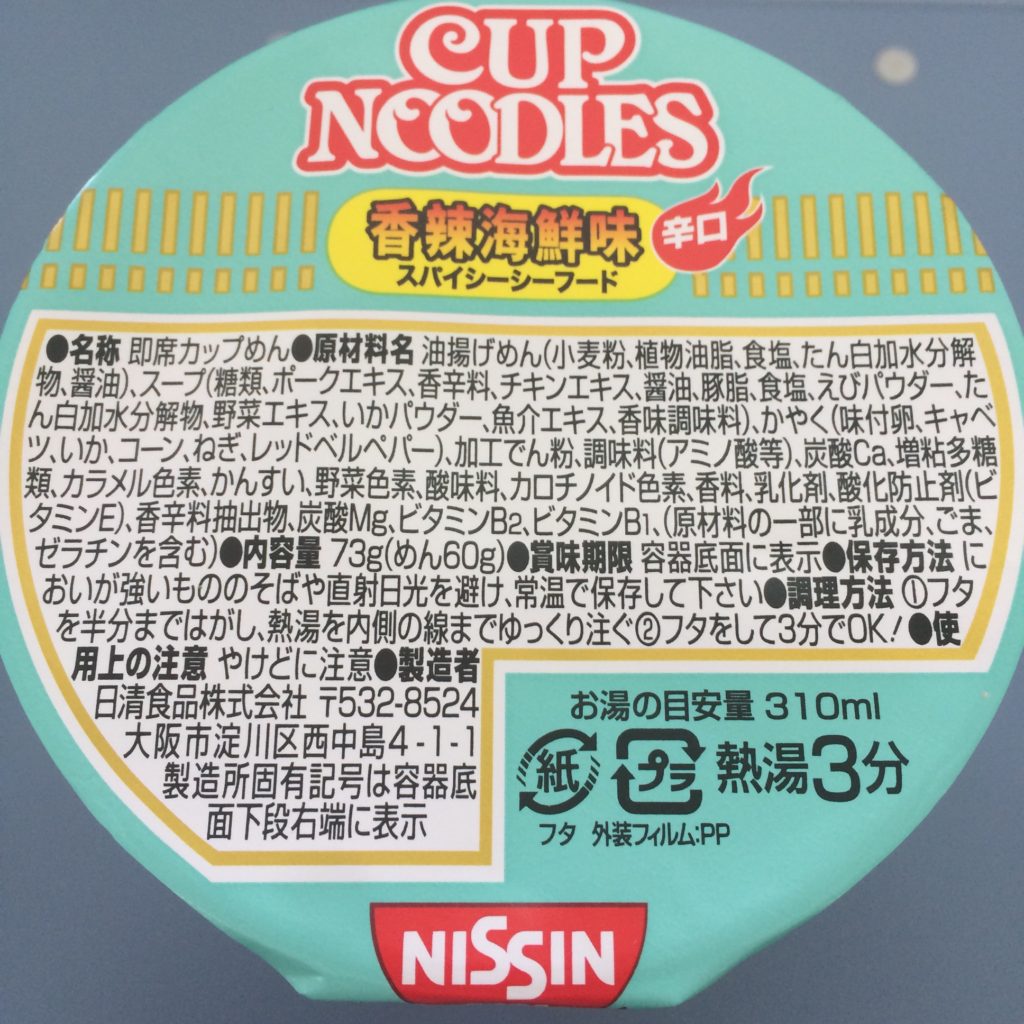 CUP
NOODLES
香辣海鮮味
辛口
スパイシーシーフード
●名称 即席カップめん●原材料名 油揚げめん(小麦粉、植物油脂、食塩、たん白加水分解
物、醤油)、スープ(糖類、ポークエキス、香辛料、チキンエキス、醤油、豚脂、食塩、えびパウダー、た
ん白加水分解物、野菜エキス、いかパウダー、魚介エキス、香味調味料)、かやく(味付卵、キャベ
ツ、いか、コーン、ねぎ、レッドベルペパー)、加工でん粉、調味料(アミノ酸等)、炭酸Ca、増粘多糖
類、カラメル色素、かんすい、野菜色素、酸味料、カロチノイド色素、香料、乳化剤、酸化防止剤(ビ
タミンE)、香辛料抽出物、炭酸Mg、ビタミンB2、ビタミンB1、(原材料の一部に乳成分、ごま、
ゼラチンを含む)●内容量 73g(めん60g)●賞味期限 容器底面に表示●保存方法 に
おいが強いもののそばや直射日光を避け、常温で保存して下さい●調理方法 ①フタ
を半分まではがし、熱湯を内側の線までゆっくり注ぐ②フタをして3分でOK! ●使
用上の注意 やけどに注意●製造者
日清食品株式会社 〒532-8524
大阪市淀川区西中島4-1-1
製造所固有記号は容器底
面下段右端に表示
お湯の目安量 310ml
紙 プラ 熱湯3分
フタ 外装フィルム:PP
NISSIN